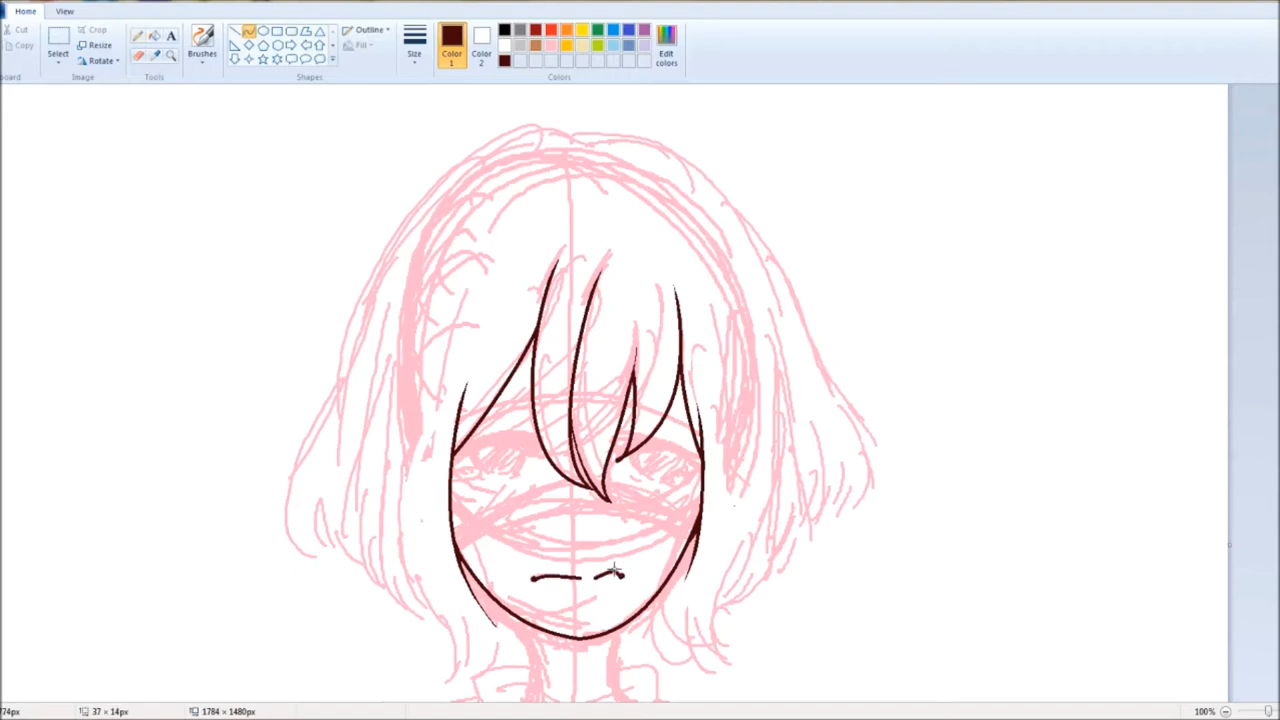 Home View
Cut
Copy
Select
Crop
Resize
Rotate
Brushes
Outline
Fill
Size
Color
1
Color
2
Edit
colors
oard
Image
Tools
A
Shapes
Colors
74px
37 × 14px
1784 × 1480px
100%